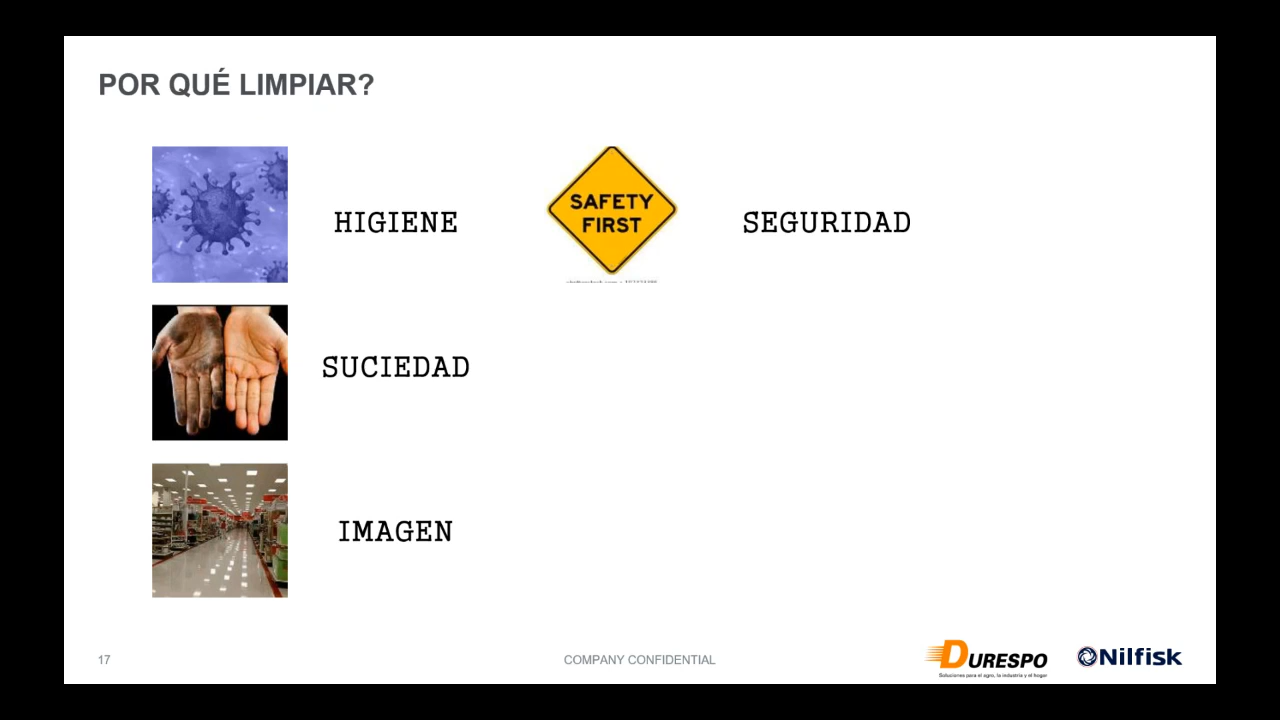 POR QUÉ LIMPIAR?
HIGIENE
SAFETY
FIRST
SEGURIDAD
SUCIEDAD
IMAGEN
17
COMPANY CONFIDENTIAL
DURESPO
Soluciones para el agro, la industria y el hogar
Nilfisk